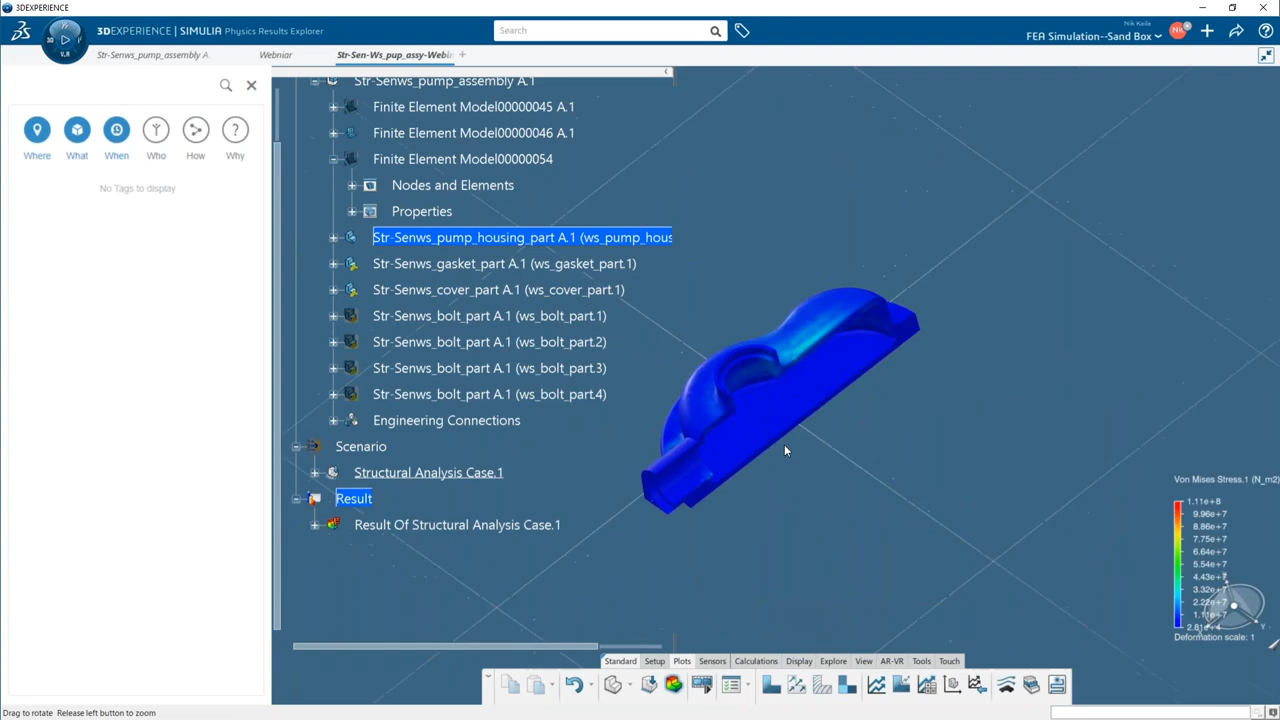 3DEXPERIENCE
3DEXPERIENCE | SIMULIA Physics Results Explorer
Search
Nik Kaila
FEA Simulation--Sand Box
NK
V.R
Str-Senws_pump_assembly A.
Webniar
Str-Sen-Ws_pup_assy-Webi
Where
What
When
Who
How
Why
No Tags to display
Str-Senws_pump_assembly A.1
Finite Element Model00000045 A.1
Finite Element Model00000046 A.1
Finite Element Model00000054
Nodes and Elements
Properties
Str-Senws_pump_housing_part A.1 (ws_pump_hous
Str-Senws_gasket_part A.1 (ws_gasket_part.1)
Str-Senws_cover_part A.1 (ws_cover_part.1)
Str-Senws_bolt_part A.1 (ws_bolt_part.1)
Str-Senws_bolt_part A.1 (ws_bolt_part.2)
Str-Senws_bolt_part A.1 (ws_bolt_part.3)
Str-Senws_bolt_part A.1 (ws_bolt_part.4)
Engineering Connections
Scenario
Structural Analysis Case.1
Result
Result Of Structural Analysis Case.1
Von Mises Stress.1 (N_m2)
1.11e+8
9.96e+7
8.86e+7
7.75e+7
6.64e+7
5.54e+7
4.43e+7
3.32e+7
2.22e+7
Y
Deformation scale: 1
Standard Setup Plots Sensors Calculations Display Explore View AR-VR Tools Touch
Drag to rotate Release left button to zoom